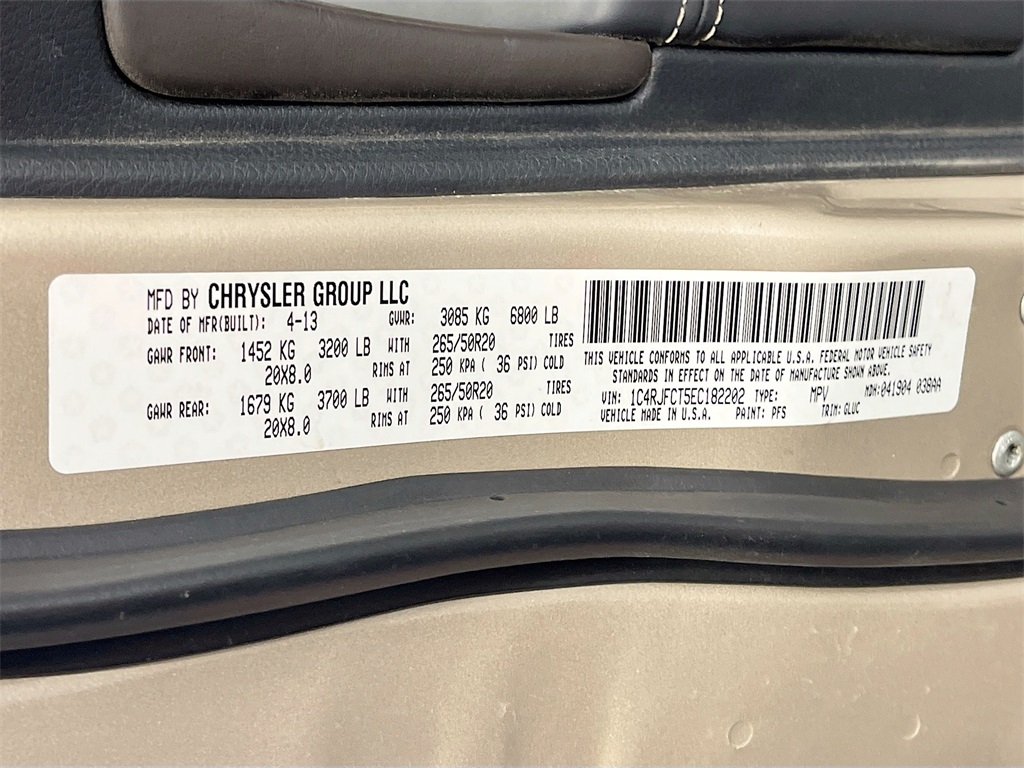 MFD BY CHRYSLER GROUP LLC
DATE OF MFR(BUILT): 4-13 GVWR: 3085 KG 6800 LB
GAWR FRONT: 1452 KG 3200 LB WITH 265/50R20 TIRES
20X8.0 RIMS AT 250 KPA ( 36 PSI) COLD
GAWR REAR: 1679 KG 3700 LB WITH 265/50R20 TIRES
20X8.0 RIMS AT 250 KPA ( 36 PSI) COLD
THIS VEHICLE CONFORMS TO ALL APPLICABLE U.S.A. FEDERAL MOTOR VEHICLE SAFETY
STANDARDS IN EFFECT ON THE DATE OF MANUFACTURE SHOWN ABOVE.
VIN: 1C4RJFCT5EC182202 TYPE: MPV MDH:041904 038AA
VEHICLE MADE IN U.S.A. PAINT: PFS TRIM: GLUC